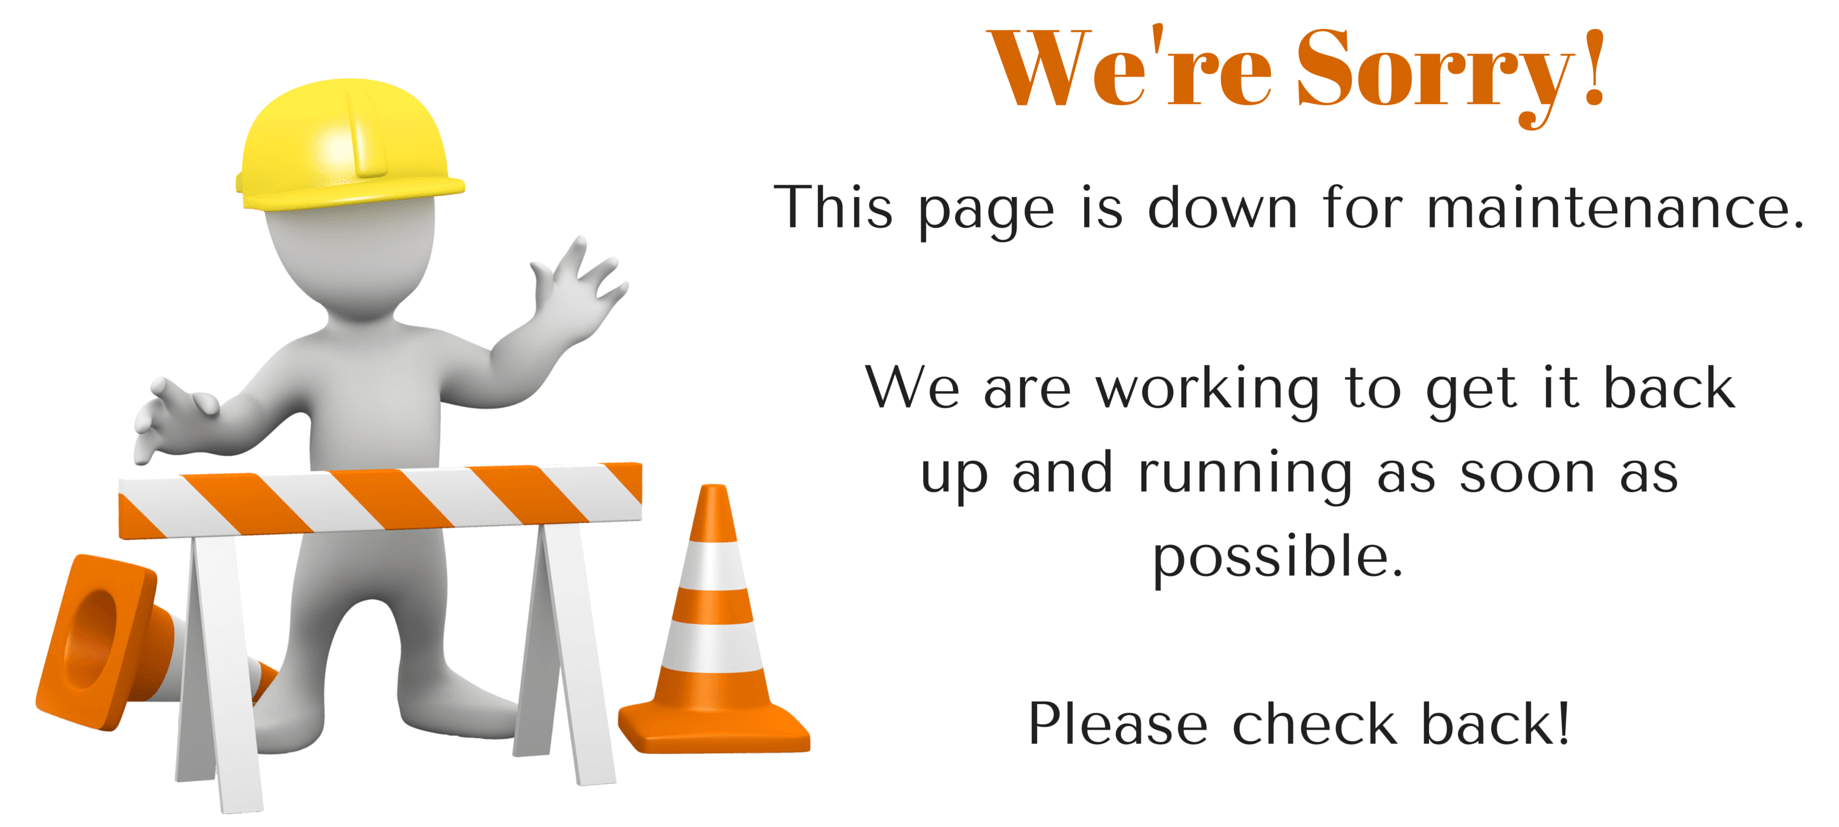 We're Sorry!
This page is down for maintenance.
We are working to get it back
up and running as soon as
possible.
Please check back!